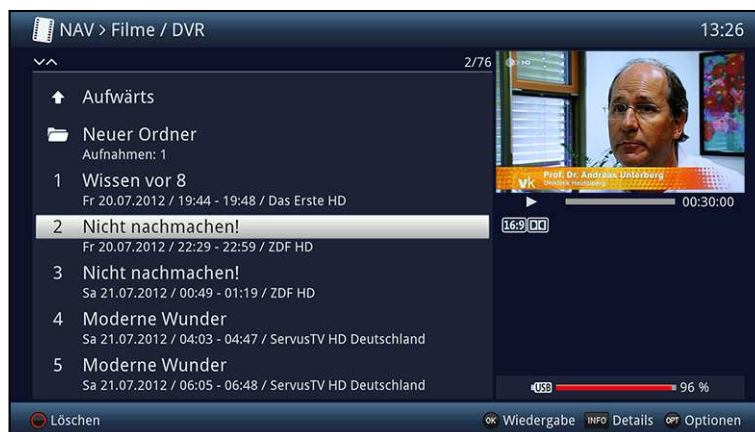 NAV > Filme / DVR
13:26
2/76
Aufwärts
Neuer Ordner
Aufnahmen: 1
1 Wissen vor 8
Fr 20.07.2012 / 19:44 - 19:48 / Das Erste HD
2 Nicht nachmachen!
Fr 20.07.2012 / 22:29 - 22:59 / ZDF HD
3 Nicht nachmachen!
Sa 21.07.2012 / 00:49 - 01:19 / ZDF HD
4 Moderne Wunder
Sa 21.07.2012 / 04:03 - 04:47 / ServusTV HD Deutschland
5 Moderne Wunder
Sa 21.07.2012 / 06:05 - 06:48 / ServusTV HD Deutschland
vk Prof. Dr. Andreas Unterberg
Uniklinik Heidelberg
00:30:00
16:9
USB 96 %
Löschen
OK Wiedergabe INFO Details OPT Optionen